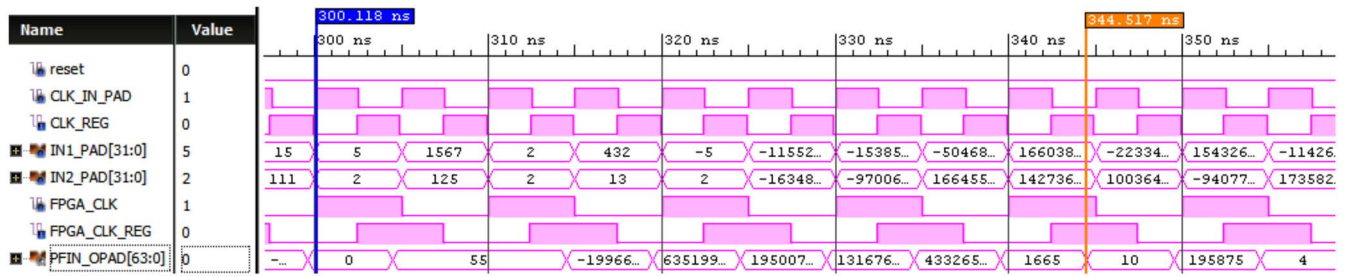 300.118 ns 344.517 ns
Name Value
300 ns 310 ns 320 ns 330 ns 340 ns 350 ns
reset 0
CLK_IN_PAD 1
CLK_REG 0
IN1_PAD[31:0] 5 15 5 1567 2 432 -5 -11552... -15385... -50468... 166038... -22334... 154326... -11426.
IN2_PAD[31:0] 2 111 2 125 2 13 2 -16348... -97006... 166455... 142736... 100364... -94077... 173582.
FPGA_CLK 1
FPGA_CLK_REG 0
PFIN_OPAD[63:0] 0 -... 0 55 -19966... 635199... 195007... 131676... 433265... 1665 10 195875 4